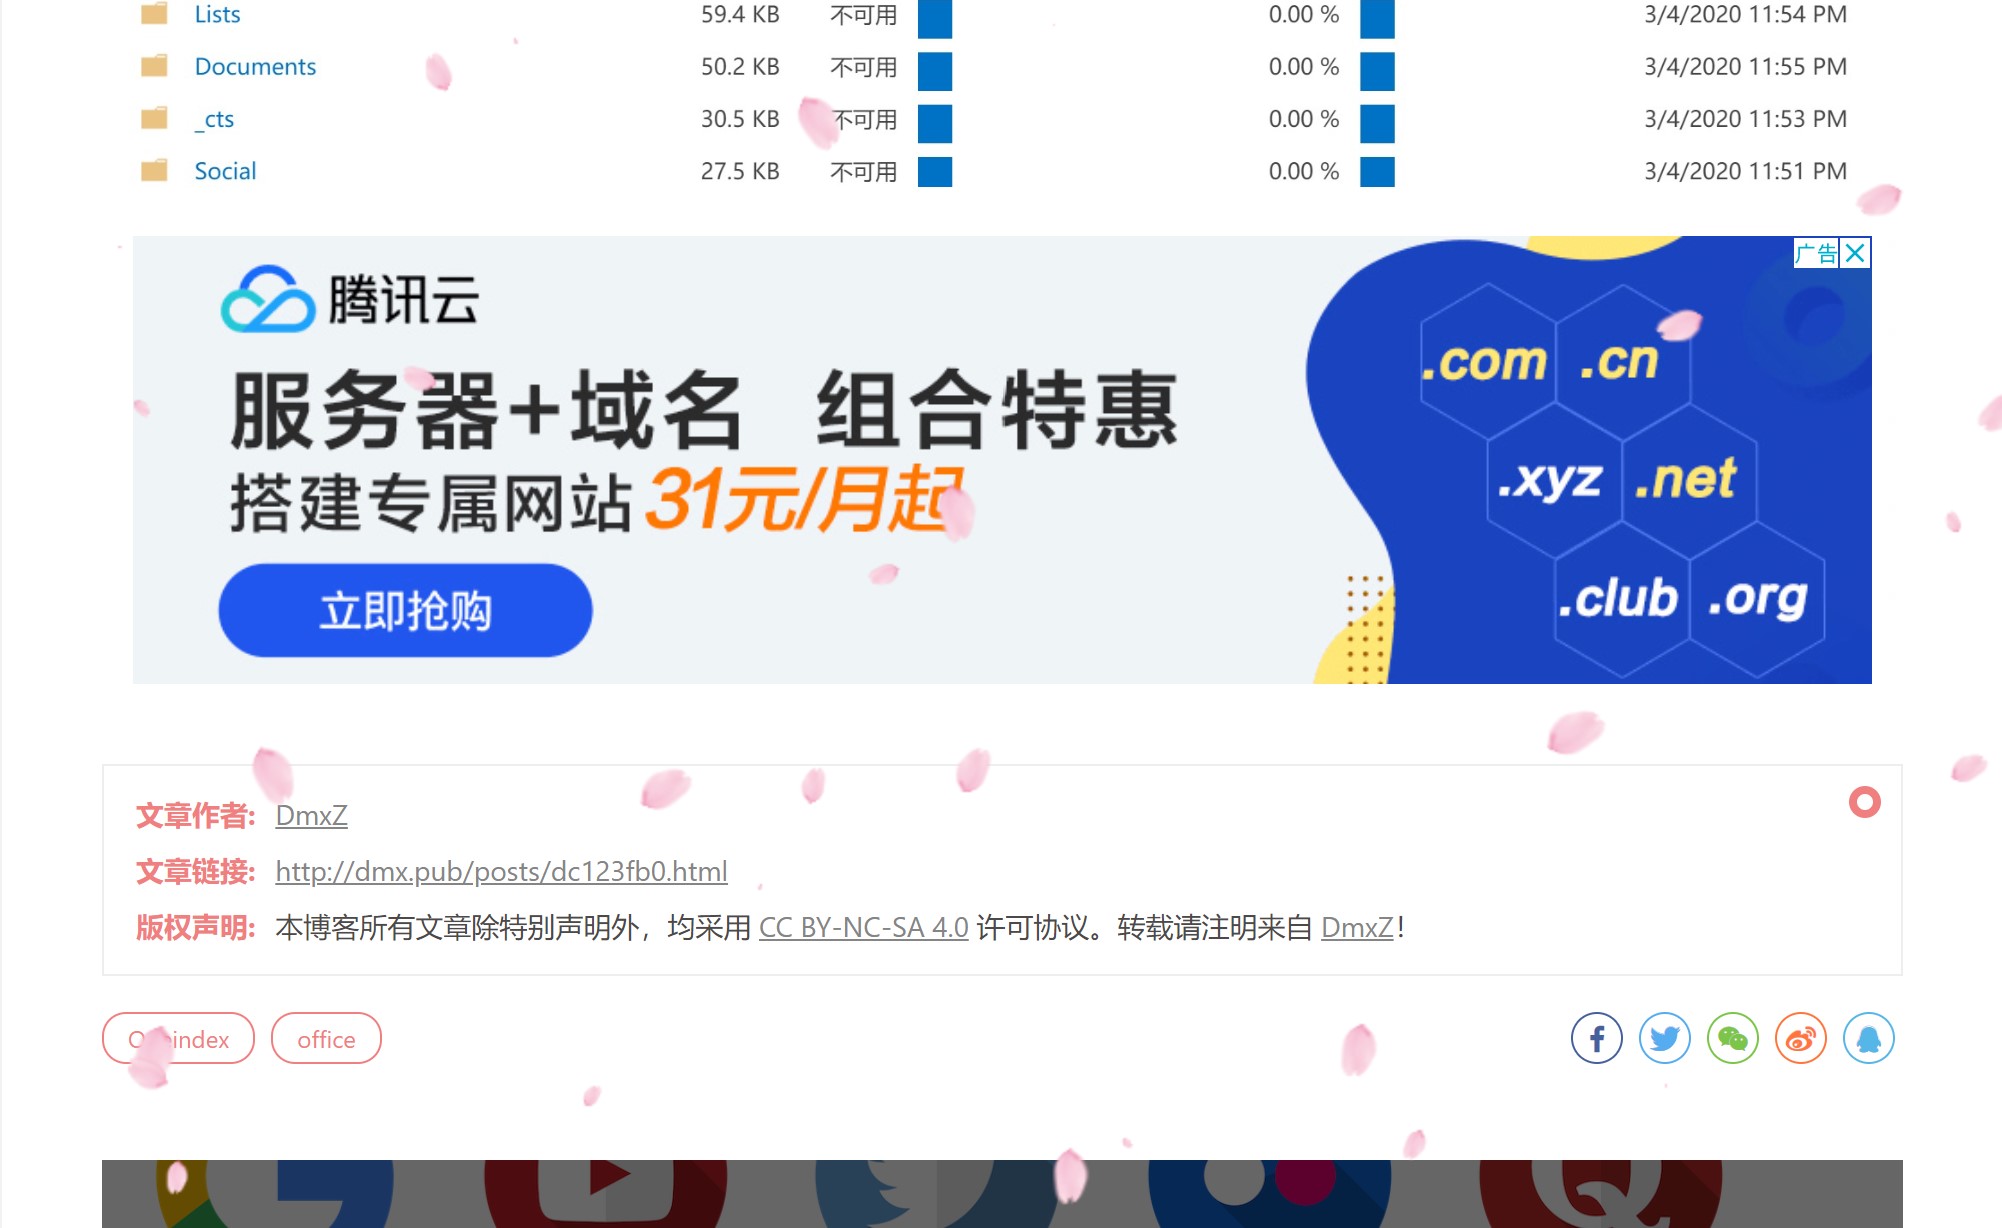 Lists 59.4 KB 不可用 0.00 % 3/4/2020 11:54 PM
Documents 50.2 KB 不可用 0.00 % 3/4/2020 11:55 PM
_cts 30.5 KB 不可用 0.00 % 3/4/2020 11:53 PM
Social 27.5 KB 不可用 0.00 % 3/4/2020 11:51 PM
广告
腾讯云
服务器+域名 组合特惠
搭建专属网站 31元/月起
立即抢购
.com .cn
.xyz .net
.club .org
文章作者: DmxZ
文章链接: http://dmx.pub/posts/dc123fb0.html
版权声明: 本博客所有文章除特别声明外，均采用 CC BY-NC-SA 4.0 许可协议。转载请注明来自 DmxZ！
office